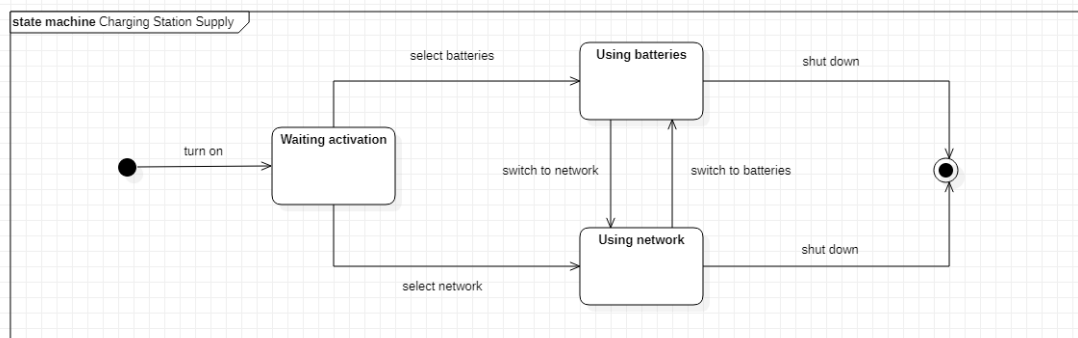 state machine Charging Station Supply
select batteries
Using batteries
shut down
Waiting activation
turn on
switch to network
switch to batteries
Using network
shut down
select network